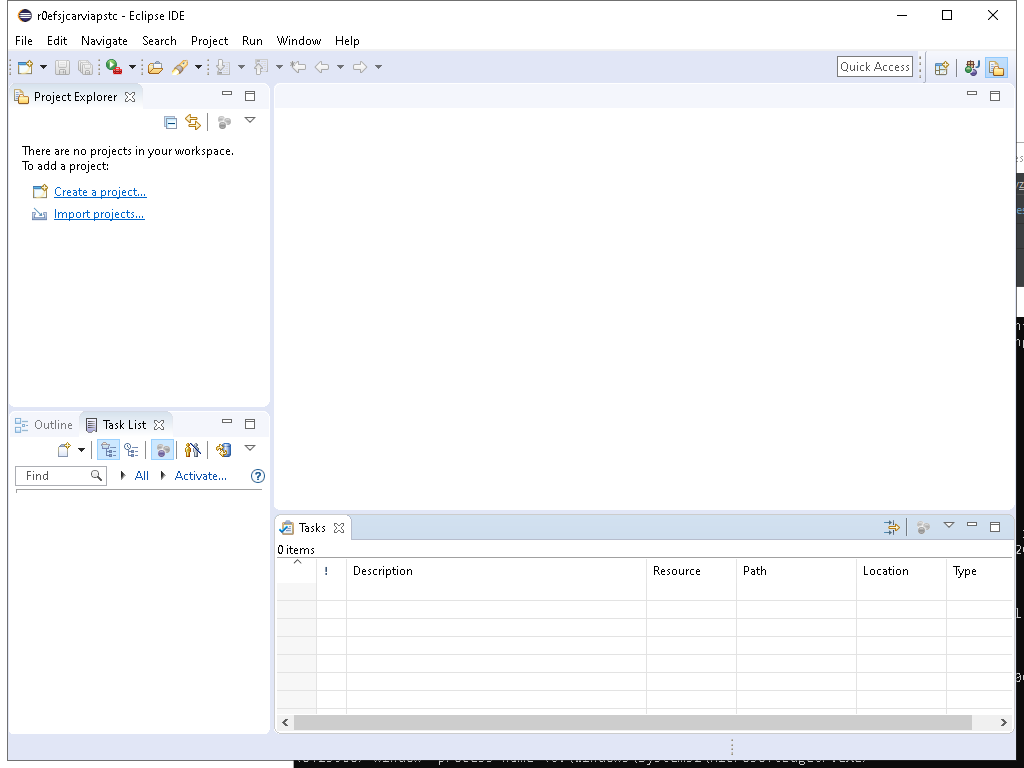 r0efsjcarviapstc - Eclipse IDE
File Edit Navigate Search Project Run Window Help
Quick Access
Project Explorer
There are no projects in your workspace.
To add a project:
Create a project...
Import projects...
Outline Task List
Find All Activate...
Tasks
0 items
! Description Resource Path Location Type